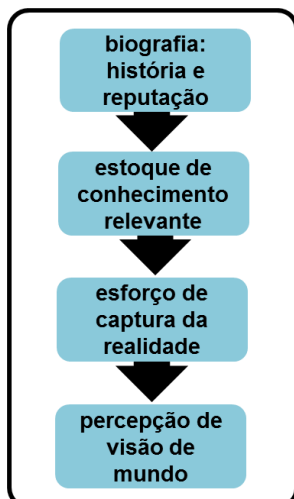 biografia:
história e
reputação
estoque de
conhecimento
relevante
esforço de
captura da
realidade
percepção de
visão de
mundo